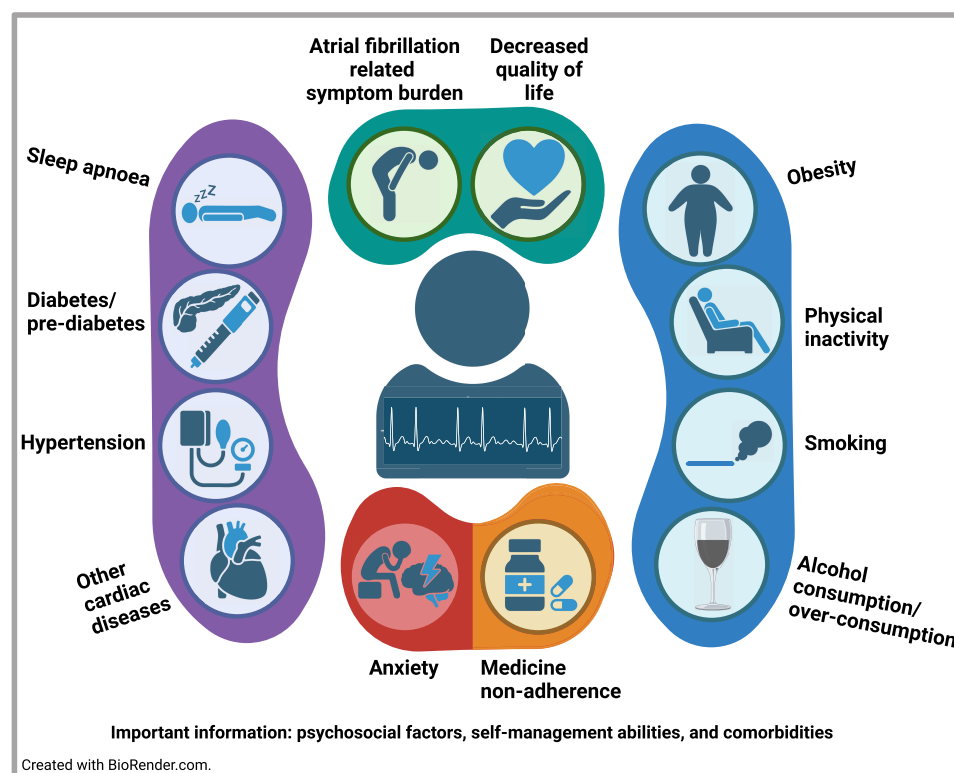 Atrial fibrillation
related
symptom burden
Decreased
quality of
life
Sleep apnoea
zzZZ
Diabetes/
pre-diabetes
Hypertension
Other
cardiac
diseases
Obesity
Physical
inactivity
Smoking
Alcohol
consumption/
over-consumption
Anxiety
Medicine
non-adherence
Important information: psychosocial factors, self-management abilities, and comorbidities
Created with BioRender.com.